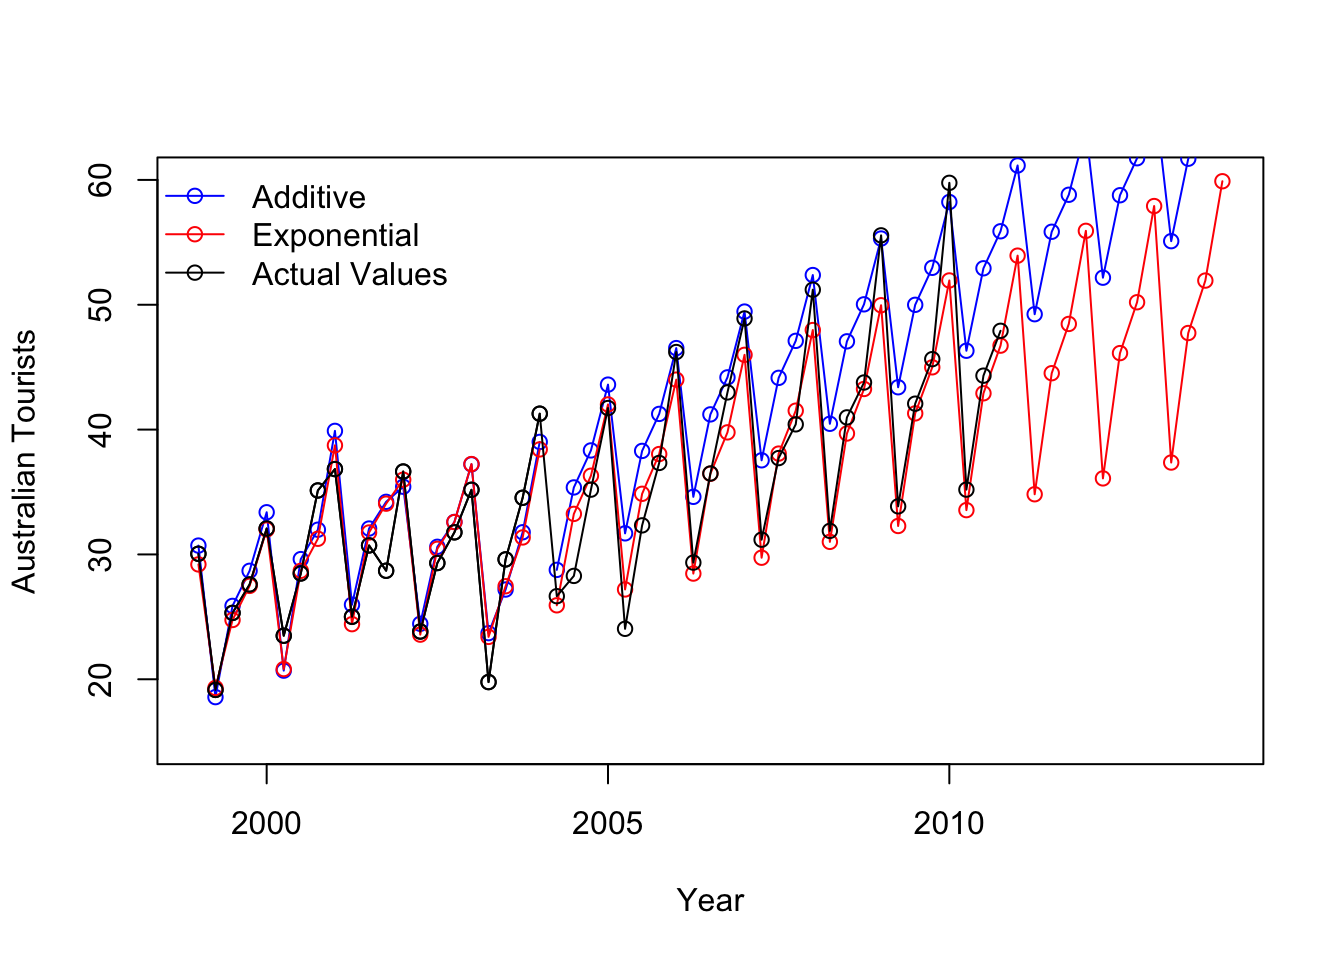 Additive
Exponential
Actual Values
Australian Tourists
60
50
40
30
20
2000 2005 2010
Year